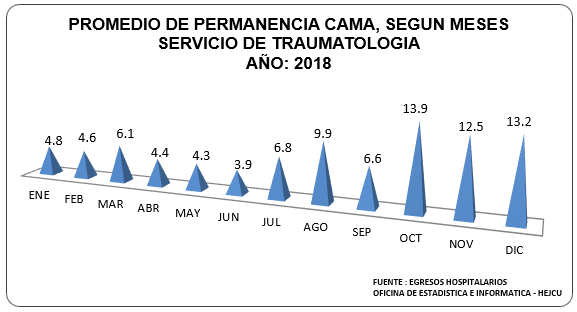 PROMEDIO DE PERMANENCIA CAMA, SEGUN MESES
SERVICIO DE TRAUMATOLOGIA
AÑO: 2018
4.8 4.6 6.1 4.4 4.3 3.9 6.8 9.9 6.6 13.9 12.5 13.2
ENE FEB MAR ABR MAY JUN JUL AGO SEP OCT NOV DIC
FUENTE : EGRESOS HOSPITALARIOS
OFICINA DE ESTADISTICA E INFORMATICA - HEJCU